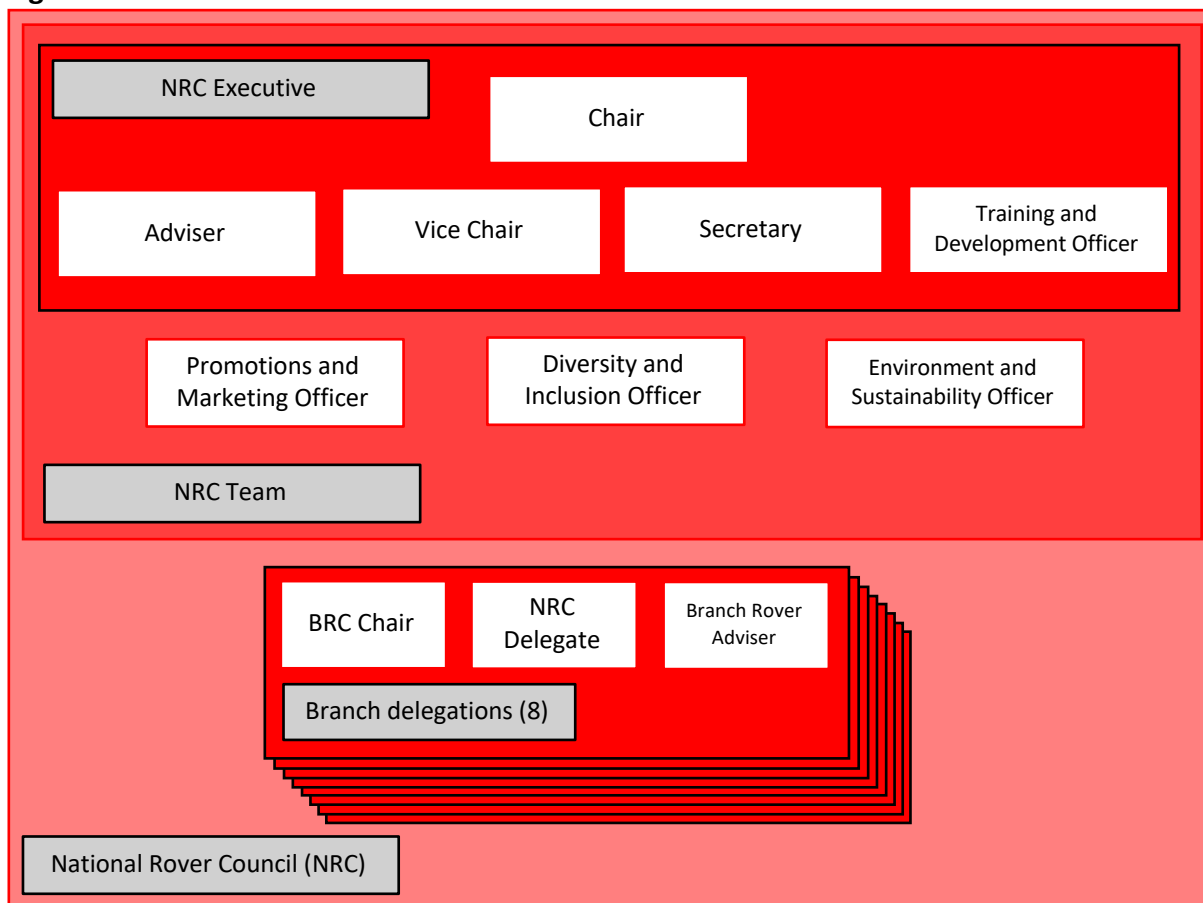 NRC Executive
Chair
Adviser
Vice Chair
Secretary
Training and
Development Officer
Promotions and
Marketing Officer
Diversity and
Inclusion Officer
Environment and
Sustainability Officer
NRC Team
BRC Chair
NRC
Delegate
Branch Rover
Adviser
Branch delegations (8)
National Rover Council (NRC)